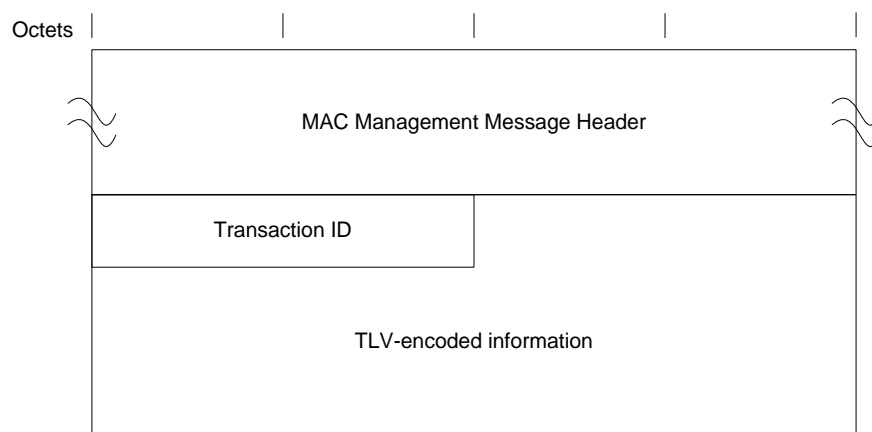 Octets
MAC Management Message Header
Transaction ID
TLV-encoded information